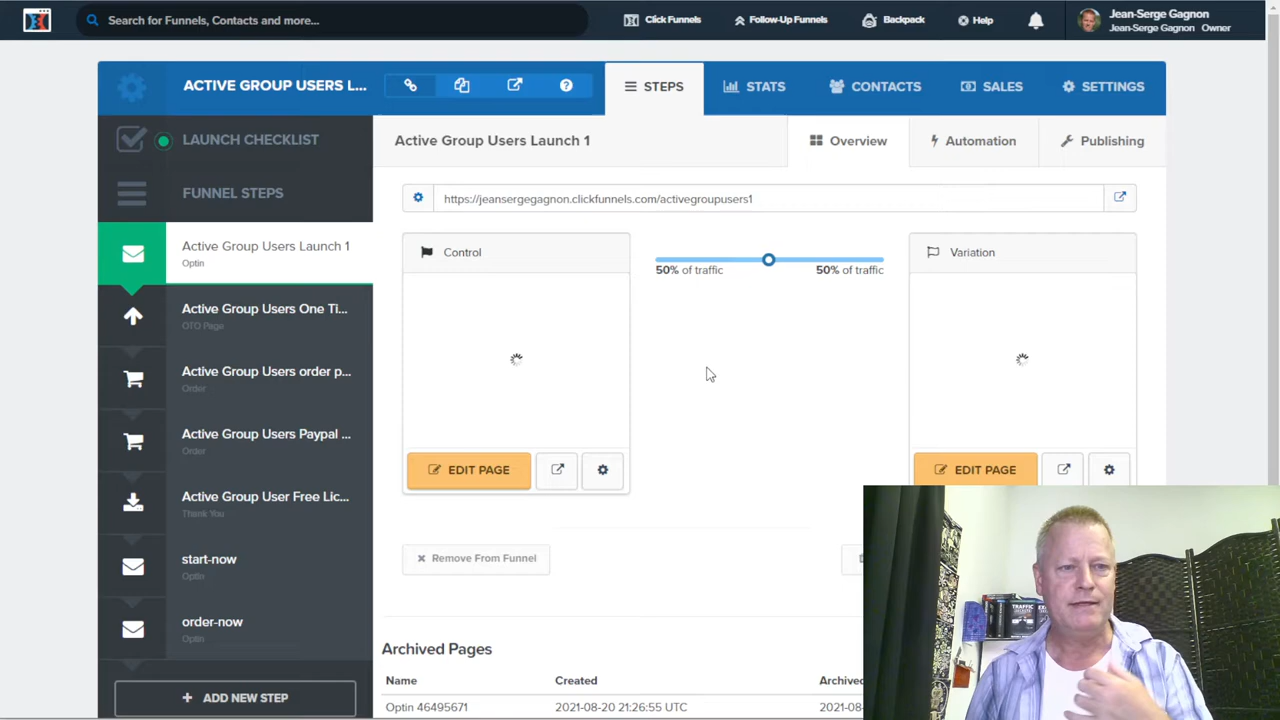 Search for Funnels, Contacts and more...
Click Funnels
Follow-Up Funnels
Backpack
Help
Jean-Serge Gagnon
Jean-Serge Gagnon Owner
ACTIVE GROUP USERS L...
STEPS
STATS
CONTACTS
SALES
SETTINGS
LAUNCH CHECKLIST
Active Group Users Launch 1
Overview
Automation
Publishing
FUNNEL STEPS
https://jeansergegagnon.clickfunnels.com/activegroupusers1
Active Group Users Launch 1
Optin
Control
50% of traffic
50% of traffic
Variation
Active Group Users One Ti...
OTO Page
Active Group Users order p...
Order
Active Group Users Paypal ...
Order
EDIT PAGE
EDIT PAGE
Active Group User Free Lic...
Thank You
start-now
Optin
Remove From Funnel
order-now
Optin
Archived Pages
Name
Created
Archived
ADD NEW STEP
Optin 46495671
2021-08-20 21:26:55 UTC
2021-08-
TRAFFIC